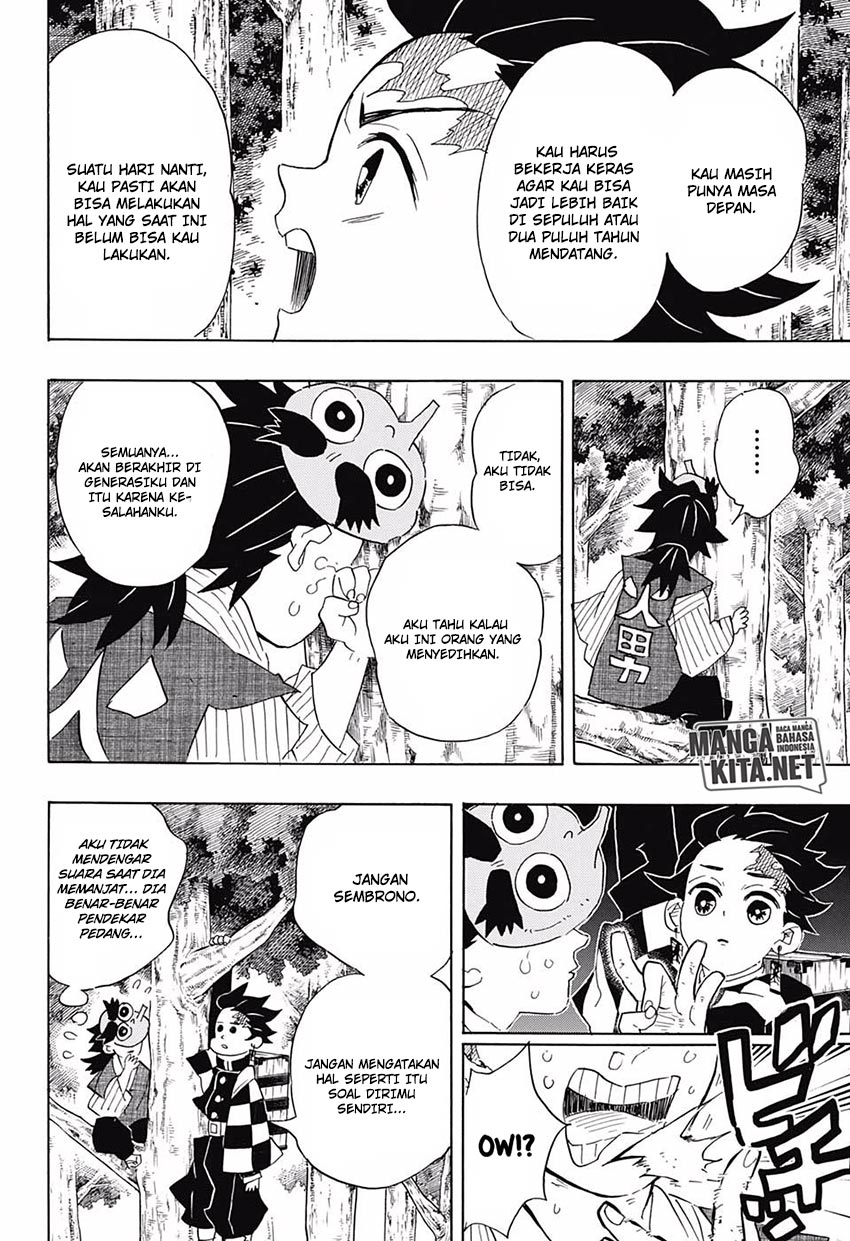 KAU MASIH
PUNYA MASA
DEPAN.
KAU HARUS
BEKERJA KERAS
AGAR KAU BISA
JADI LEBIH BAIK
DI SEPULUH ATAU
DUA PULUH TAHUN
MENDATANG.
SUATU HARI NANTI,
KAU PASTI AKAN
BISA MELAKUKAN
HAL YANG SAAT INI
BELUM BISA KAU
LAKUKAN.
......
火男
TIDAK,
AKU TIDAK
BISA.
AKU TAHU KALAU
AKU INI ORANG YANG
MENYEDIHKAN.
SEMUANYA...
AKAN BERAKHIR DI
GENERASIKU DAN
ITU KARENA KE-
SALAHANKU.
MANGA
KITA.NET
BACA MANGA
BAHASA
INDONESIA
OW!?
JANGAN
SEMBRONO.
JANGAN MENGATAKAN
HAL SEPERTI ITU
SOAL DIRIMU
SENDIRI...
AKU TIDAK
MENDENGAR
SUARA SAAT DIA
MEMANJAT... DIA
BENAR-BENAR
PENDEKAR
PEDANG...